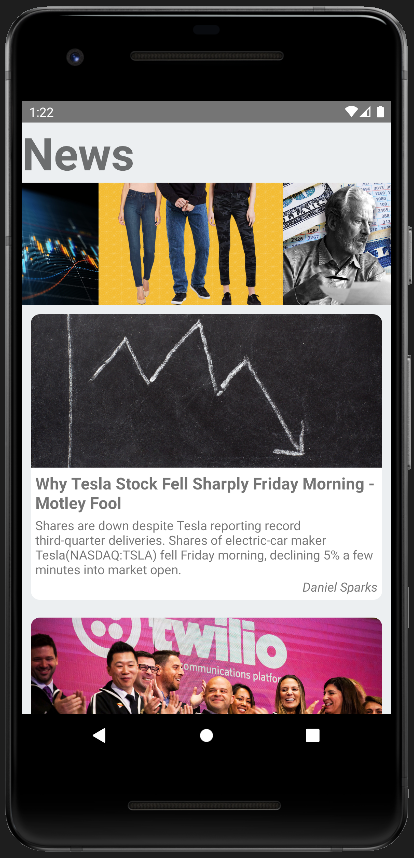 1:22
News
Why Tesla Stock Fell Sharply Friday Morning -
Motley Fool
Shares are down despite Tesla reporting record
third-quarter deliveries. Shares of electric-car maker
Tesla(NASDAQ:TSLA) fell Friday morning, declining 5% a few
minutes into market open.
Daniel Sparks
twilio
communications platfor